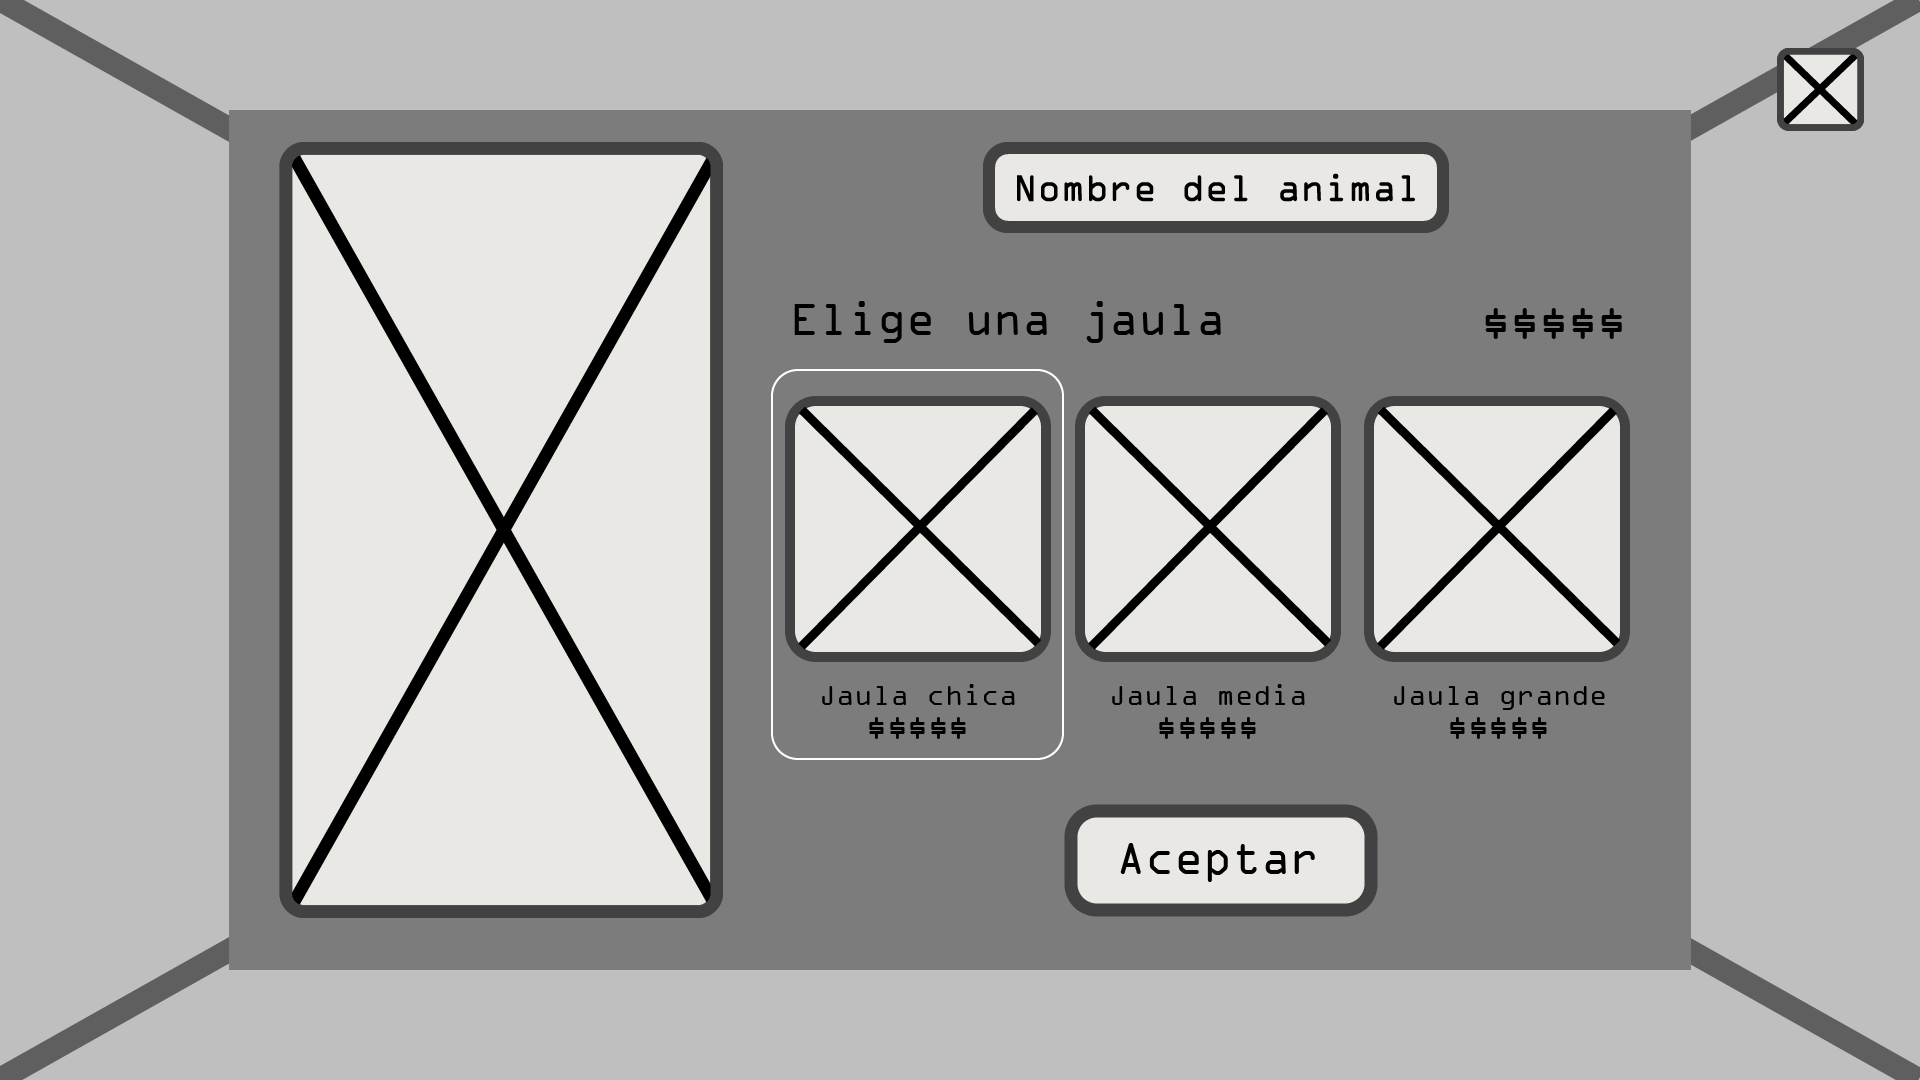 Nombre del animal
Elige una jaula
$$$$$
Jaula chica
$$$$$
Jaula media
$$$$$
Jaula grande
$$$$$
Aceptar